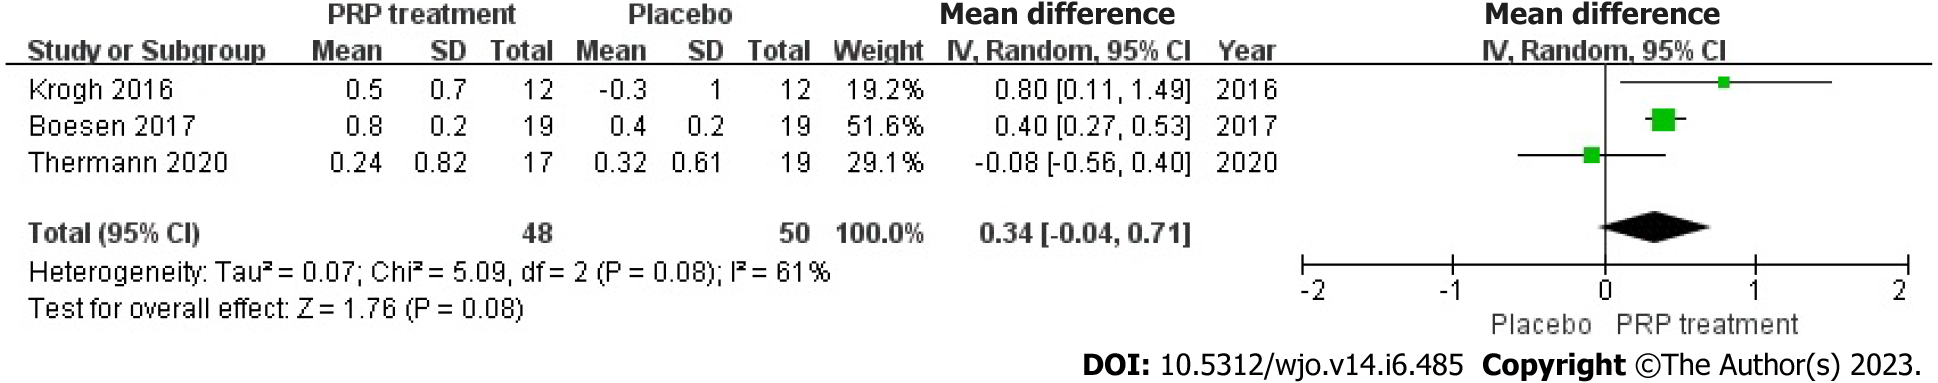 PRP treatment Placebo Mean difference Mean difference
Study or Subgroup Mean SD Total Mean SD Total Weight IV, Random, 95% CI Year IV, Random, 95% CI
Krogh 2016 0.5 0.7 12 -0.3 1 12 19.2% 0.80 [0.11, 1.49] 2016
Boesen 2017 0.8 0.2 19 0.4 0.2 19 51.6% 0.40 [0.27, 0.53] 2017
Thermann 2020 0.24 0.82 17 0.32 0.61 19 29.1% -0.08 [-0.56, 0.40] 2020
Total (95% CI) 48 50 100.0% 0.34 [-0.04, 0.71]
Heterogeneity: Tau² = 0.07; Chi² = 5.09, df = 2 (P = 0.08); I² = 61%
Test for overall effect: Z = 1.76 (P = 0.08)
-2 -1 0 1 2
Placebo PRP treatment
DOI: 10.5312/wjo.v14.i6.485 Copyright ©The Author(s) 2023.